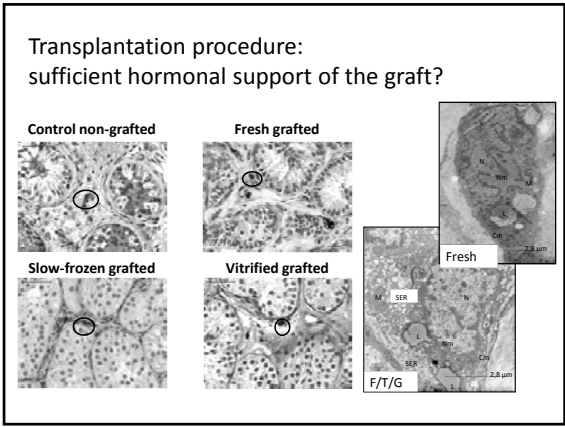 Transplantation procedure:
sufficient hormonal support of the graft?
Control non-grafted
Fresh grafted
Slow-frozen grafted
Vitrified grafted
N
Nm
M
L
Cm
2,8 µm
Fresh
M
SER
N
L
Nm
SER
Cm
2,8 µm
L
F/T/G